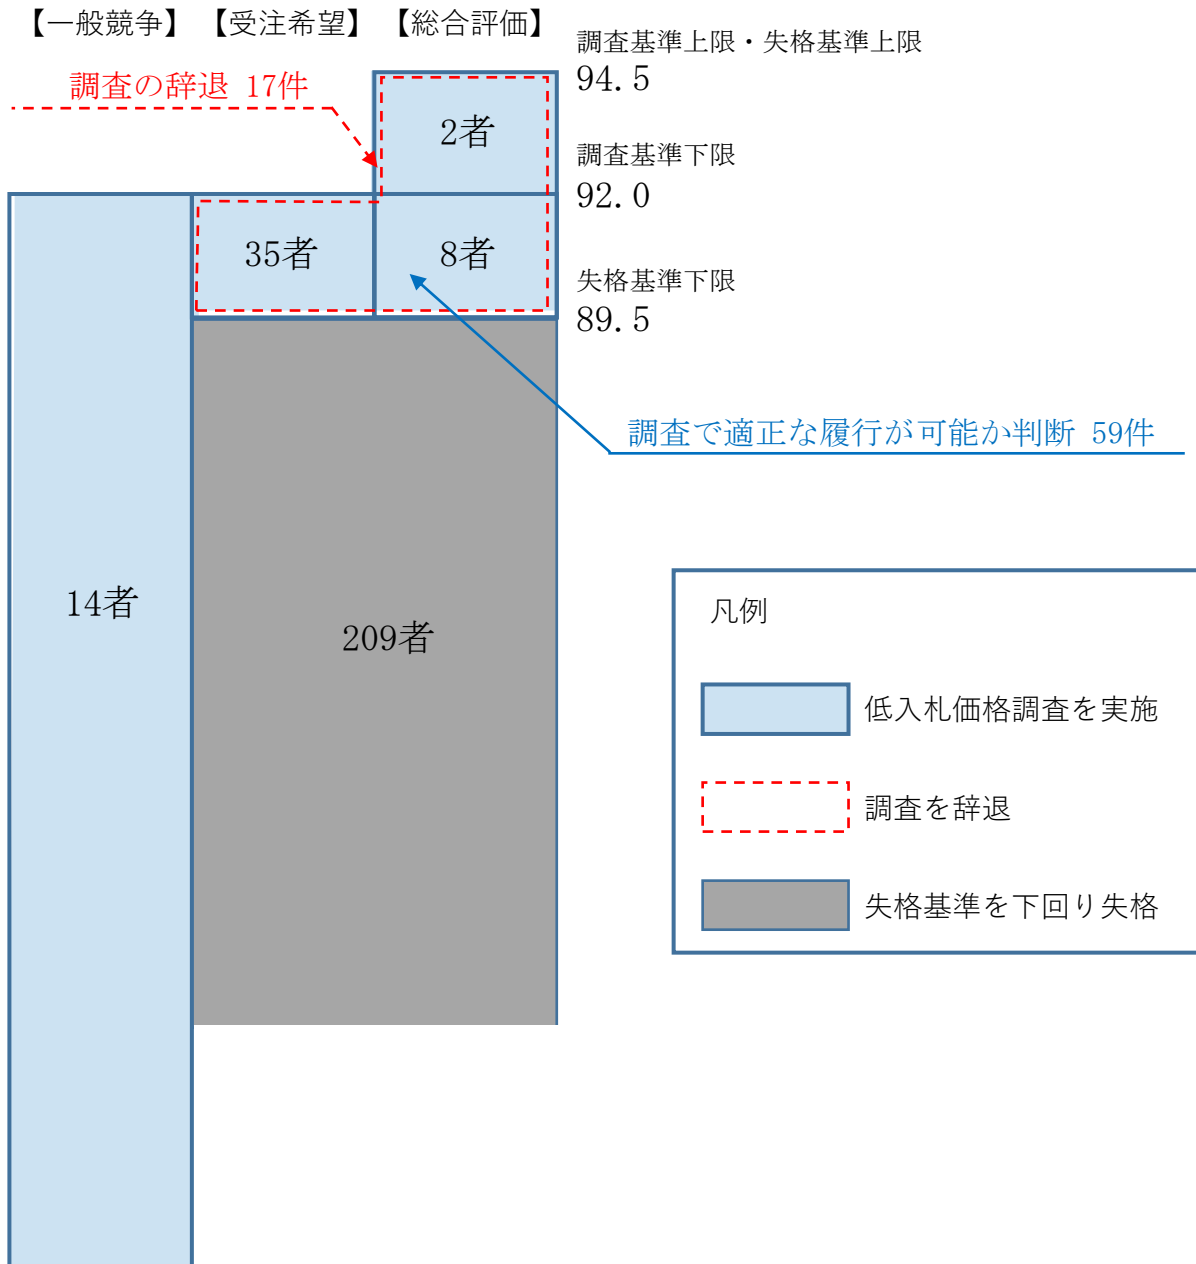 【一般競争】 【受注希望】 【総合評価】
調査基準上限・失格基準上限
94.5
調査の辞退 17件
2者
調査基準下限
92.0
35者
8者
失格基準下限
89.5
調査で適正な履行が可能か判断 59件
14者
209者
凡例
低入札価格調査を実施
調査を辞退
失格基準を下回り失格